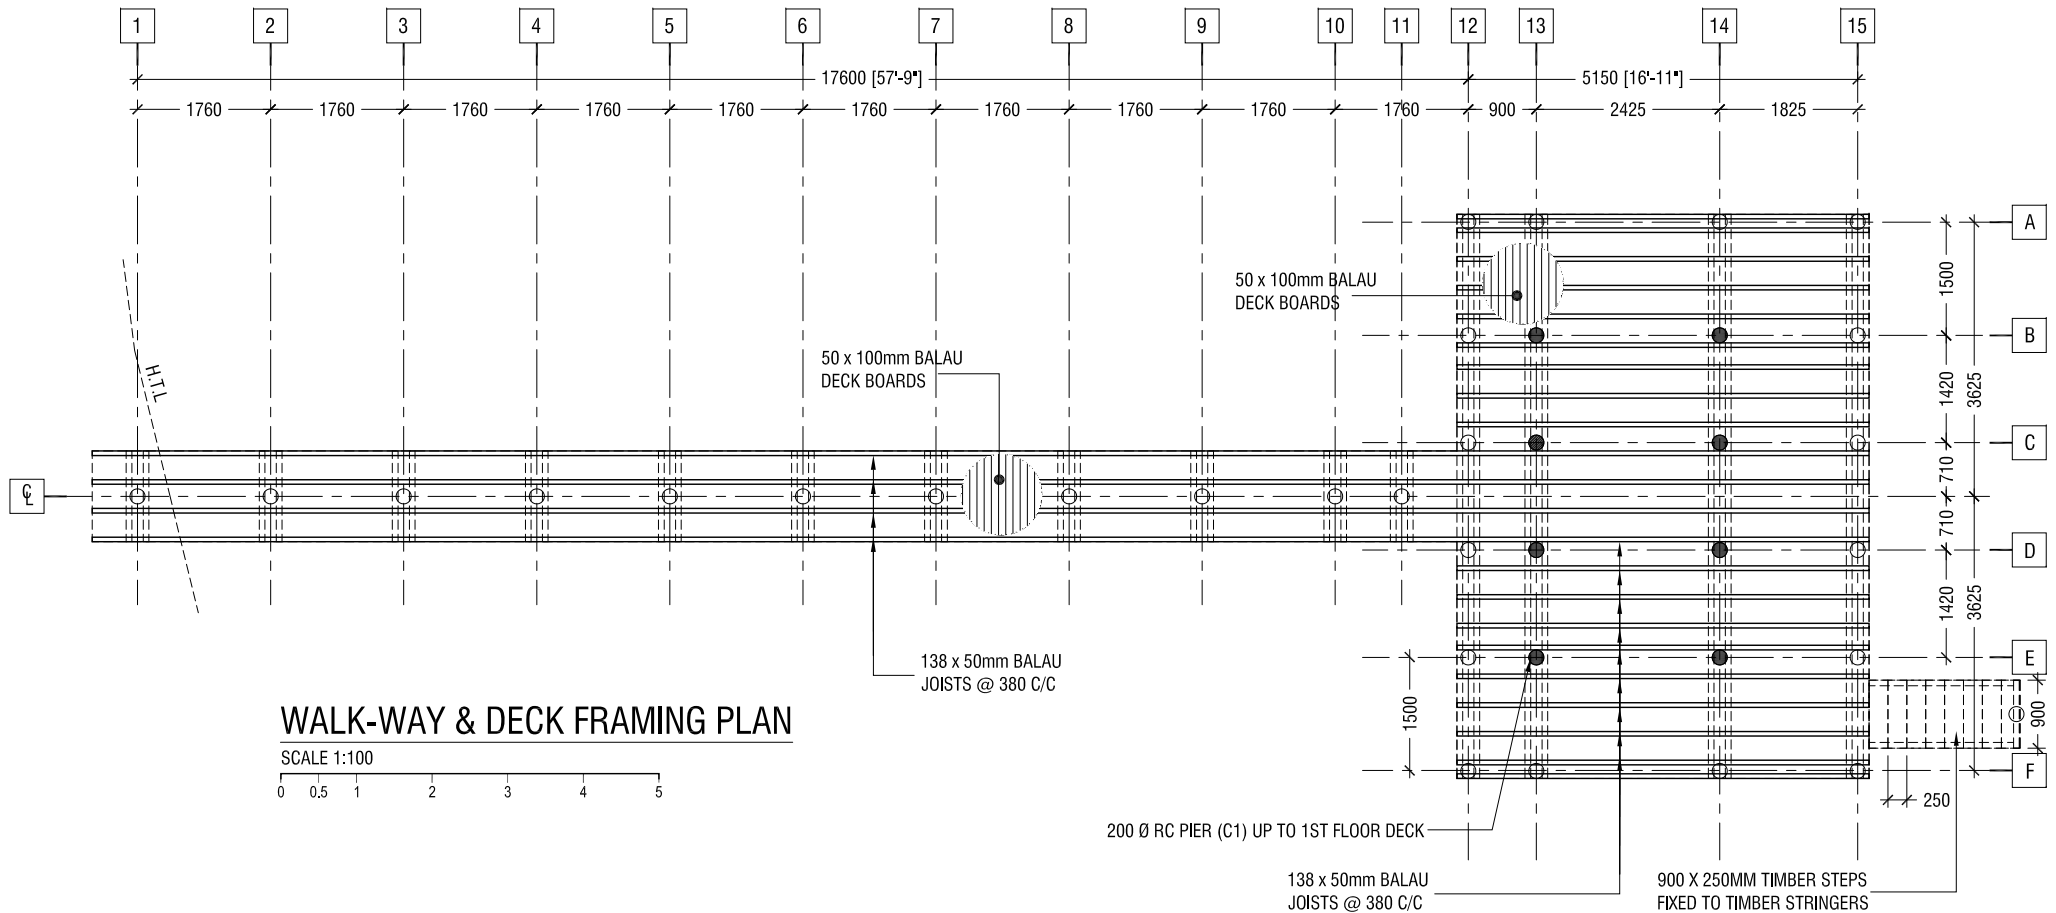 1 2 3 4 5 6 7 8 9 10 11 12 13 14 15
17600 [57'-9"] 5150 [16'-11"]
1760 1760 1760 1760 1760 1760 1760 1760 1760 1760 900 2425 1825
A
1500
50 x 100mm BALAU
DECK BOARDS
B
50 x 100mm BALAU
DECK BOARDS
H.T.L
1420
3625
C
710
℄
710
D
1420
3625
138 x 50mm BALAU
JOISTS @ 380 C/C
E
1500
900
F
250
WALK-WAY & DECK FRAMING PLAN
SCALE 1:100
0 0.5 1 2 3 4 5
200 Ø RC PIER (C1) UP TO 1ST FLOOR DECK
138 x 50mm BALAU
JOISTS @ 380 C/C
900 X 250MM TIMBER STEPS
FIXED TO TIMBER STRINGERS